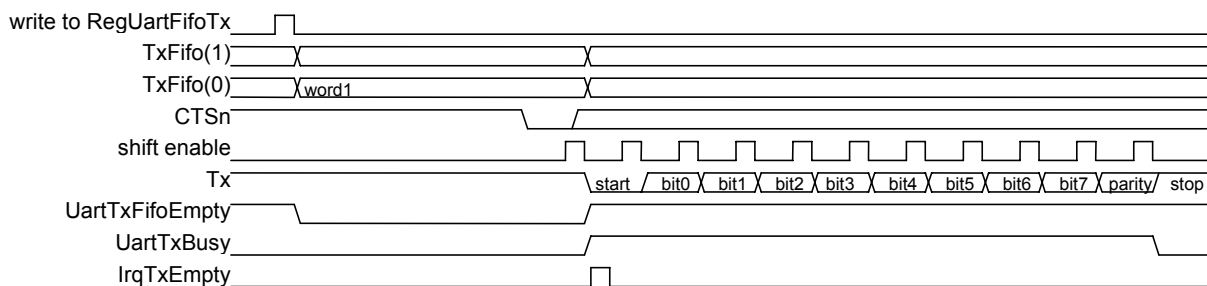 write to RegUartFifoTx
TxFifo(1)
TxFifo(0) word1
CTSn
shift enable
Tx start bit0 bit1 bit2 bit3 bit4 bit5 bit6 bit7 parity stop
UartTxFifoEmpty
UartTxBusy
IrqTxEmpty